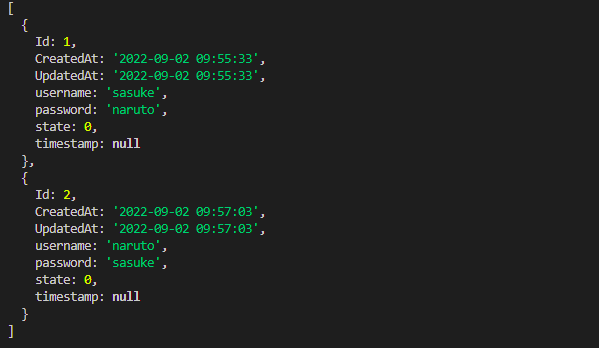 [
  {
    Id: 1,
    CreatedAt: '2022-09-02 09:55:33',
    UpdatedAt: '2022-09-02 09:55:33',
    username: 'sasuke',
    password: 'naruto',
    state: 0,
    timestamp: null
  },
  {
    Id: 2,
    CreatedAt: '2022-09-02 09:57:03',
    UpdatedAt: '2022-09-02 09:57:03',
    username: 'naruto',
    password: 'sasuke',
    state: 0,
    timestamp: null
  }
]